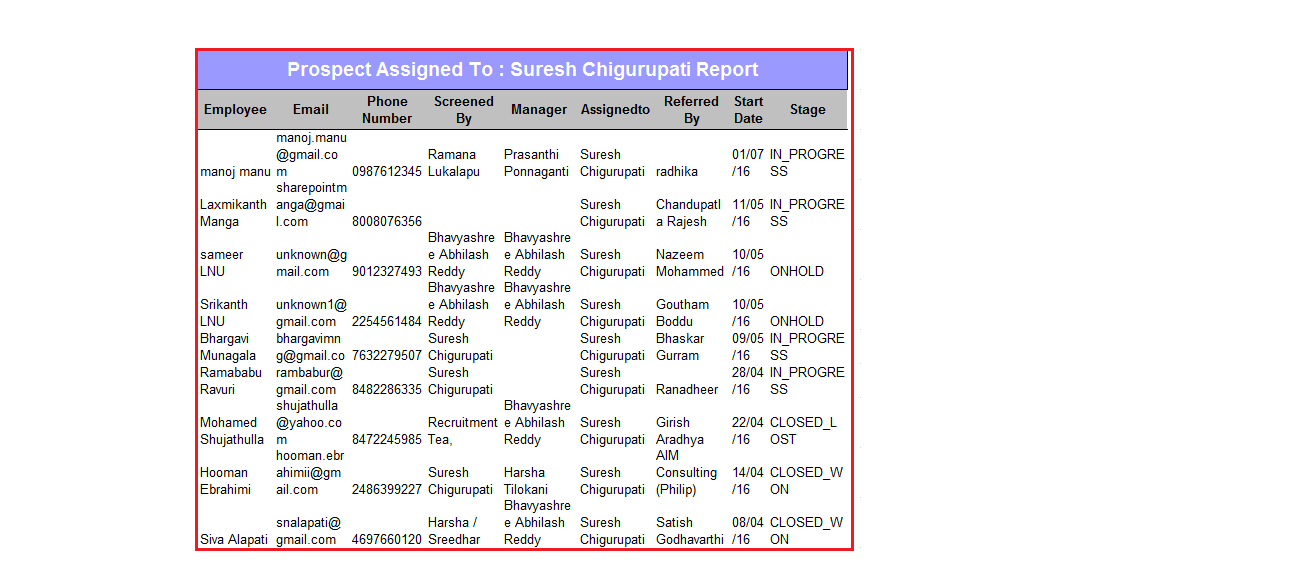 Prospect Assigned To : Suresh Chigurupati Report
Employee Email Phone Number Screened By Manager Assignedto Referred By Start Date Stage
manoj manu manoj.manu@gmail.com 0987612345 Ramana Lukalapu Prasanthi Ponnaganti Suresh Chigurupati radhika 01/07/16 IN_PROGRESS
Laxmikanth Manga sharepointmanga@gmail.com 8008076356 Suresh Chigurupati Chandupatla Rajesh 11/05/16 IN_PROGRESS
sameer LNU unknown@gmail.com 9012327493 Bhavyashree Abhilash Reddy Bhavyashree Abhilash Reddy Suresh Chigurupati Nazeem Mohammed 10/05/16 ONHOLD
Srikanth LNU unknown1@gmail.com 2254561484 Bhavyashree Abhilash Reddy Bhavyashree Abhilash Reddy Suresh Chigurupati Goutham Boddu 10/05/16 ONHOLD
Bhargavi Munagala bhargavimng@gmail.co 7632279507 Suresh Chigurupati Suresh Chigurupati Bhaskar Gurram 09/05/16 IN_PROGRESS
Ramababu Ravuri rambabur@gmail.com 8482286335 Suresh Chigurupati Suresh Chigurupati Ranadheer 28/04/16 IN_PROGRESS
Mohamed Shujathulla shujathulla@yahoo.com 8472245985 Recruitment Tea, Bhavyashree Abhilash Reddy Suresh Chigurupati Girish Aradhya 22/04/16 CLOSED_LOST
Hooman Ebrahimi hooman.ebrahimii@gmail.com 2486399227 Suresh Chigurupati Harsha Tilokani Suresh Chigurupati AIM Consulting (Philip) 14/04/16 CLOSED_WON
Siva Alapati snalapati@gmail.com 4697660120 Harsha / Sreedhar Bhavyashree Abhilash Reddy Suresh Chigurupati Satish Godhavarthi 08/04/16 CLOSED_WON